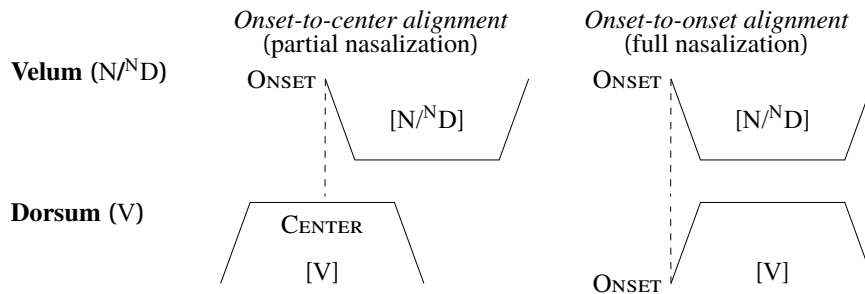 Onset-to-center alignment Onset-to-onset alignment
(partial nasalization) (full nasalization)
Velum (N/ᴺD)
ONSET ONSET
[N/ᴺD] [N/ᴺD]
Dorsum (V)
CENTER
[V] ONSET [V]